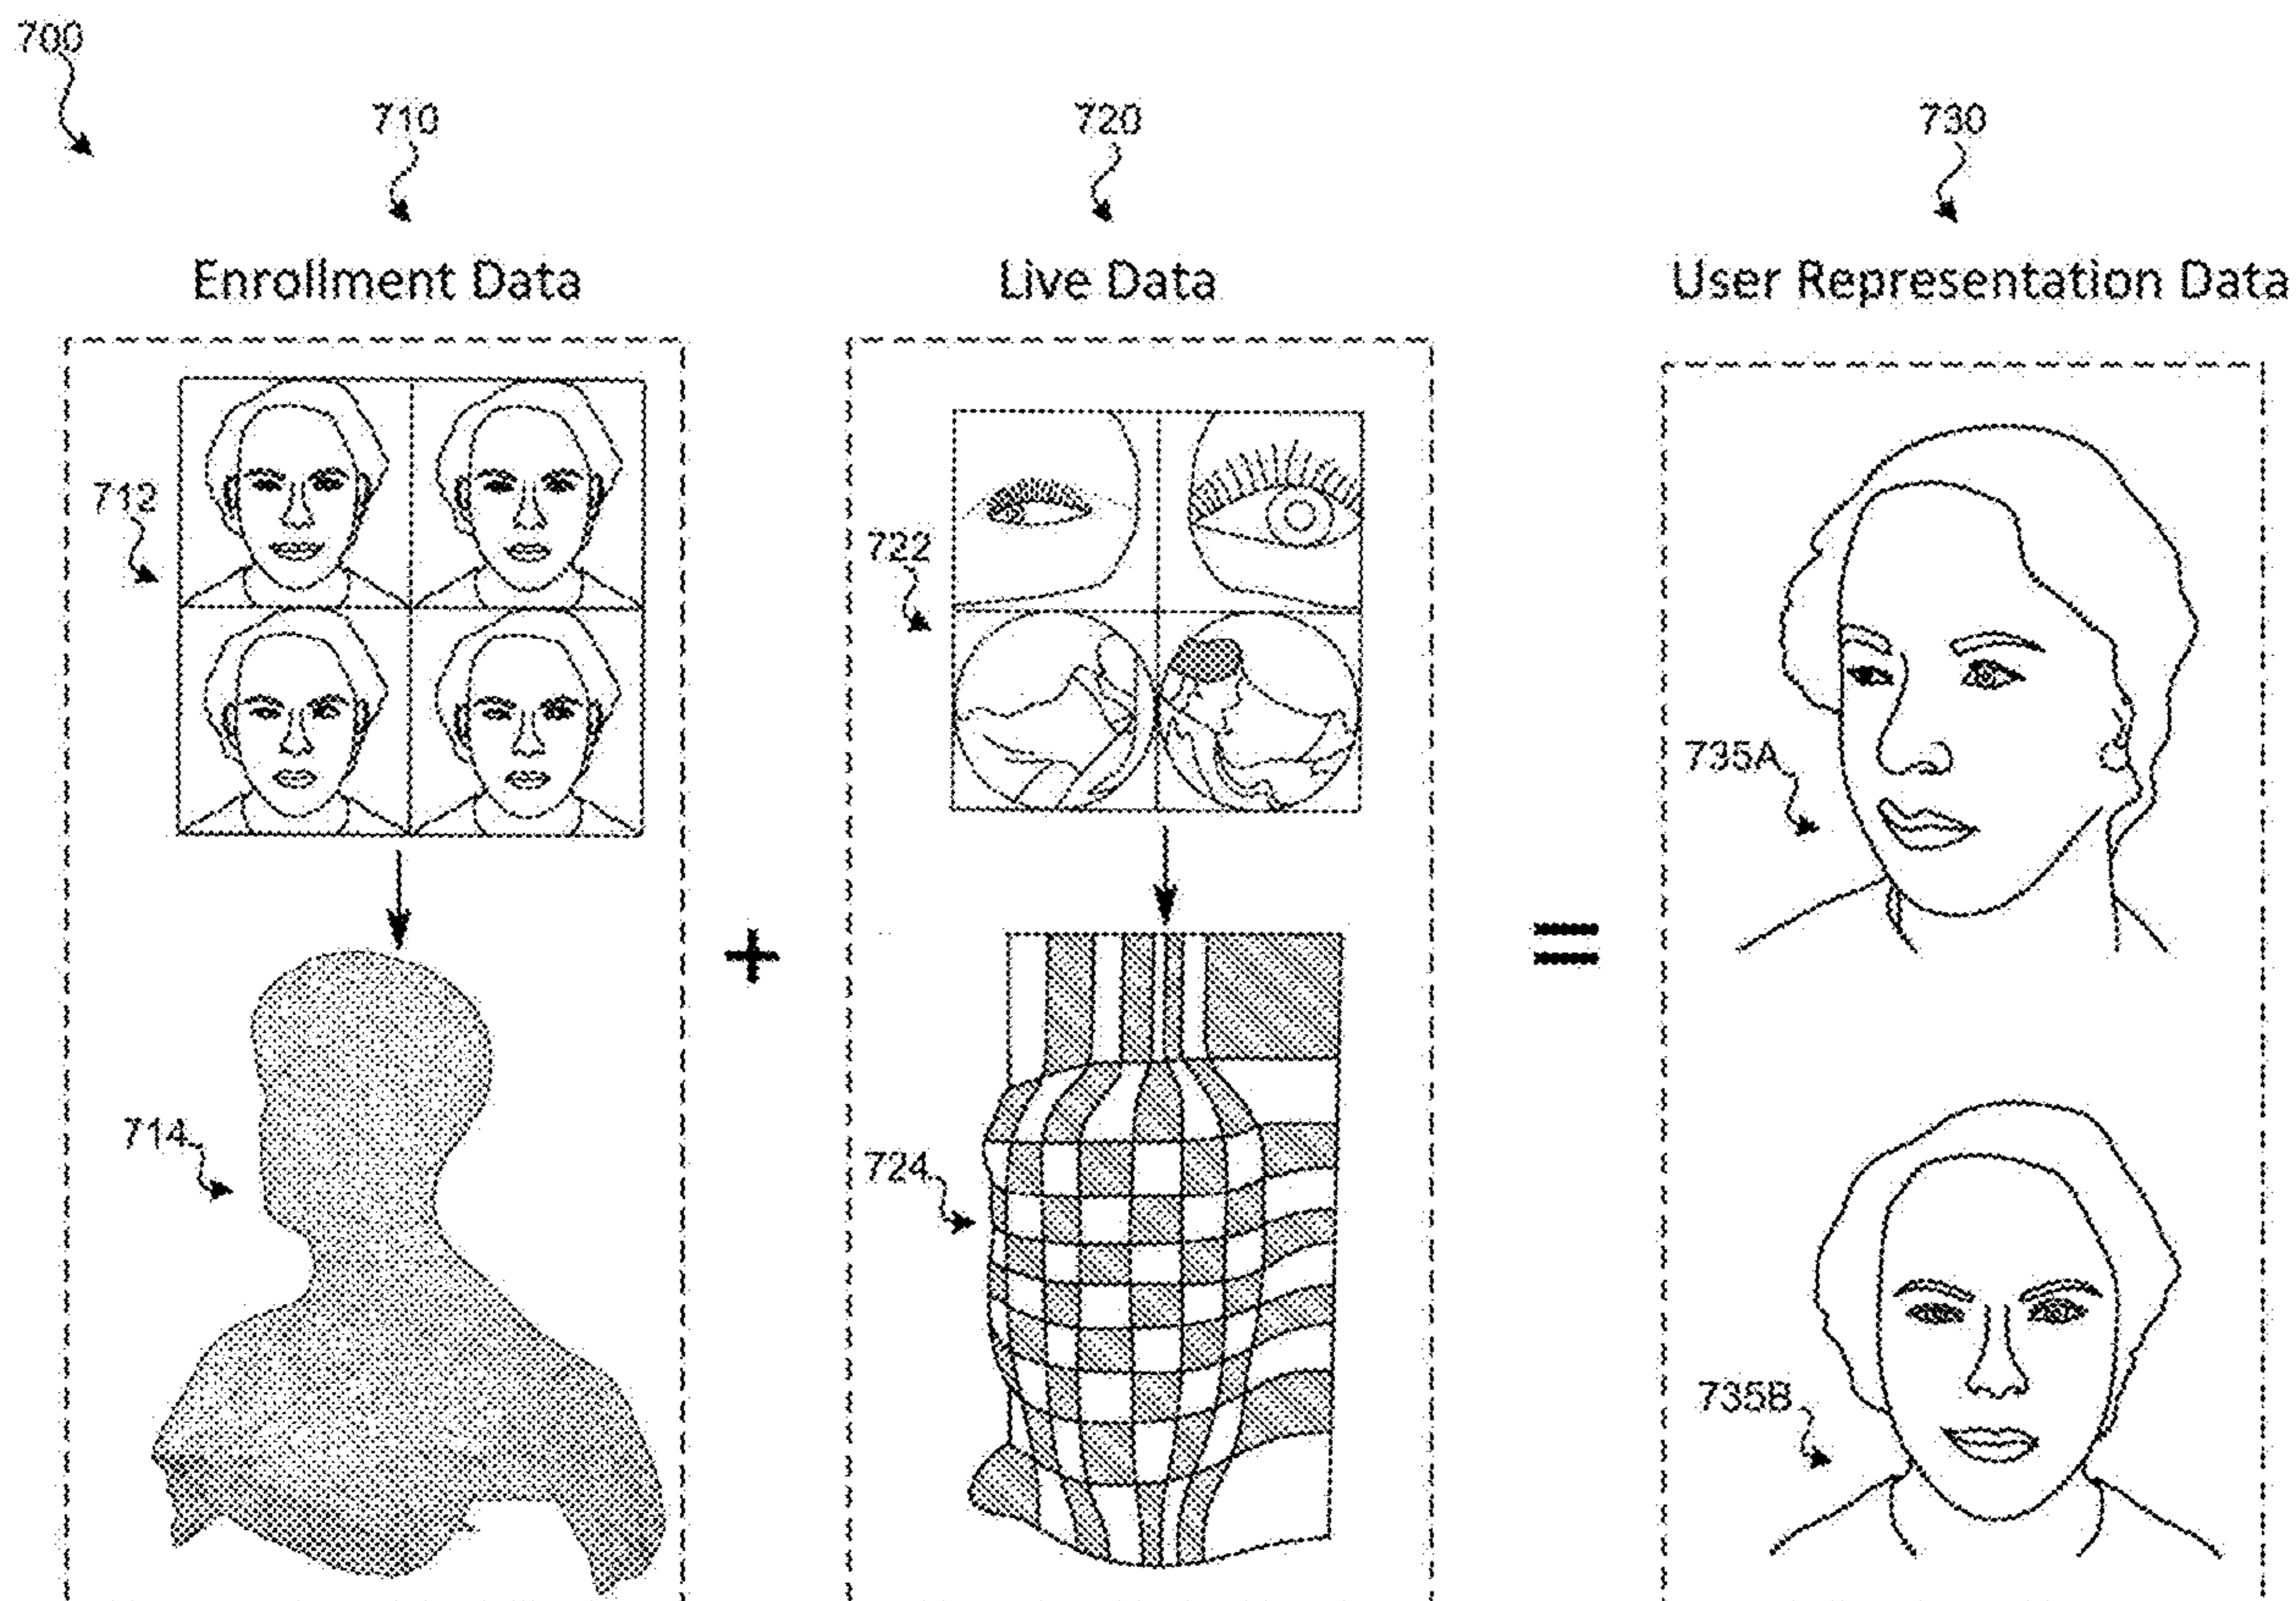 700
710
720
730
Enrollment Data
Live Data
User Representation Data
712
722
735A
+
=
714
724
735B